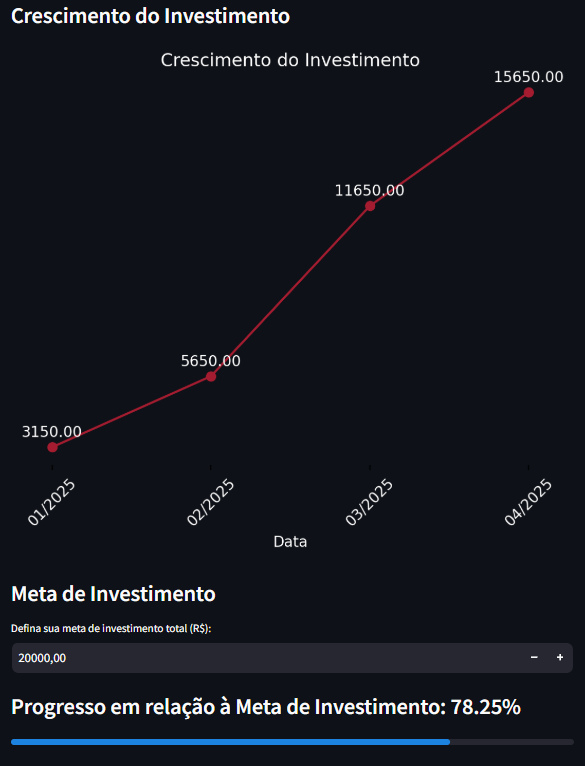 Crescimento do Investimento
Crescimento do Investimento
15650.00
11650.00
5650.00
3150.00
01/2025
02/2025
03/2025
04/2025
Data
Meta de Investimento
Defina sua meta de investimento total (R$):
20000,00
− +
Progresso em relação à Meta de Investimento: 78.25%